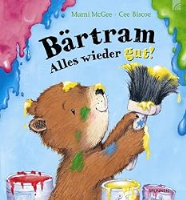 Marni McGee · Cee Biscoe
Bärtram
Alles wieder gut!